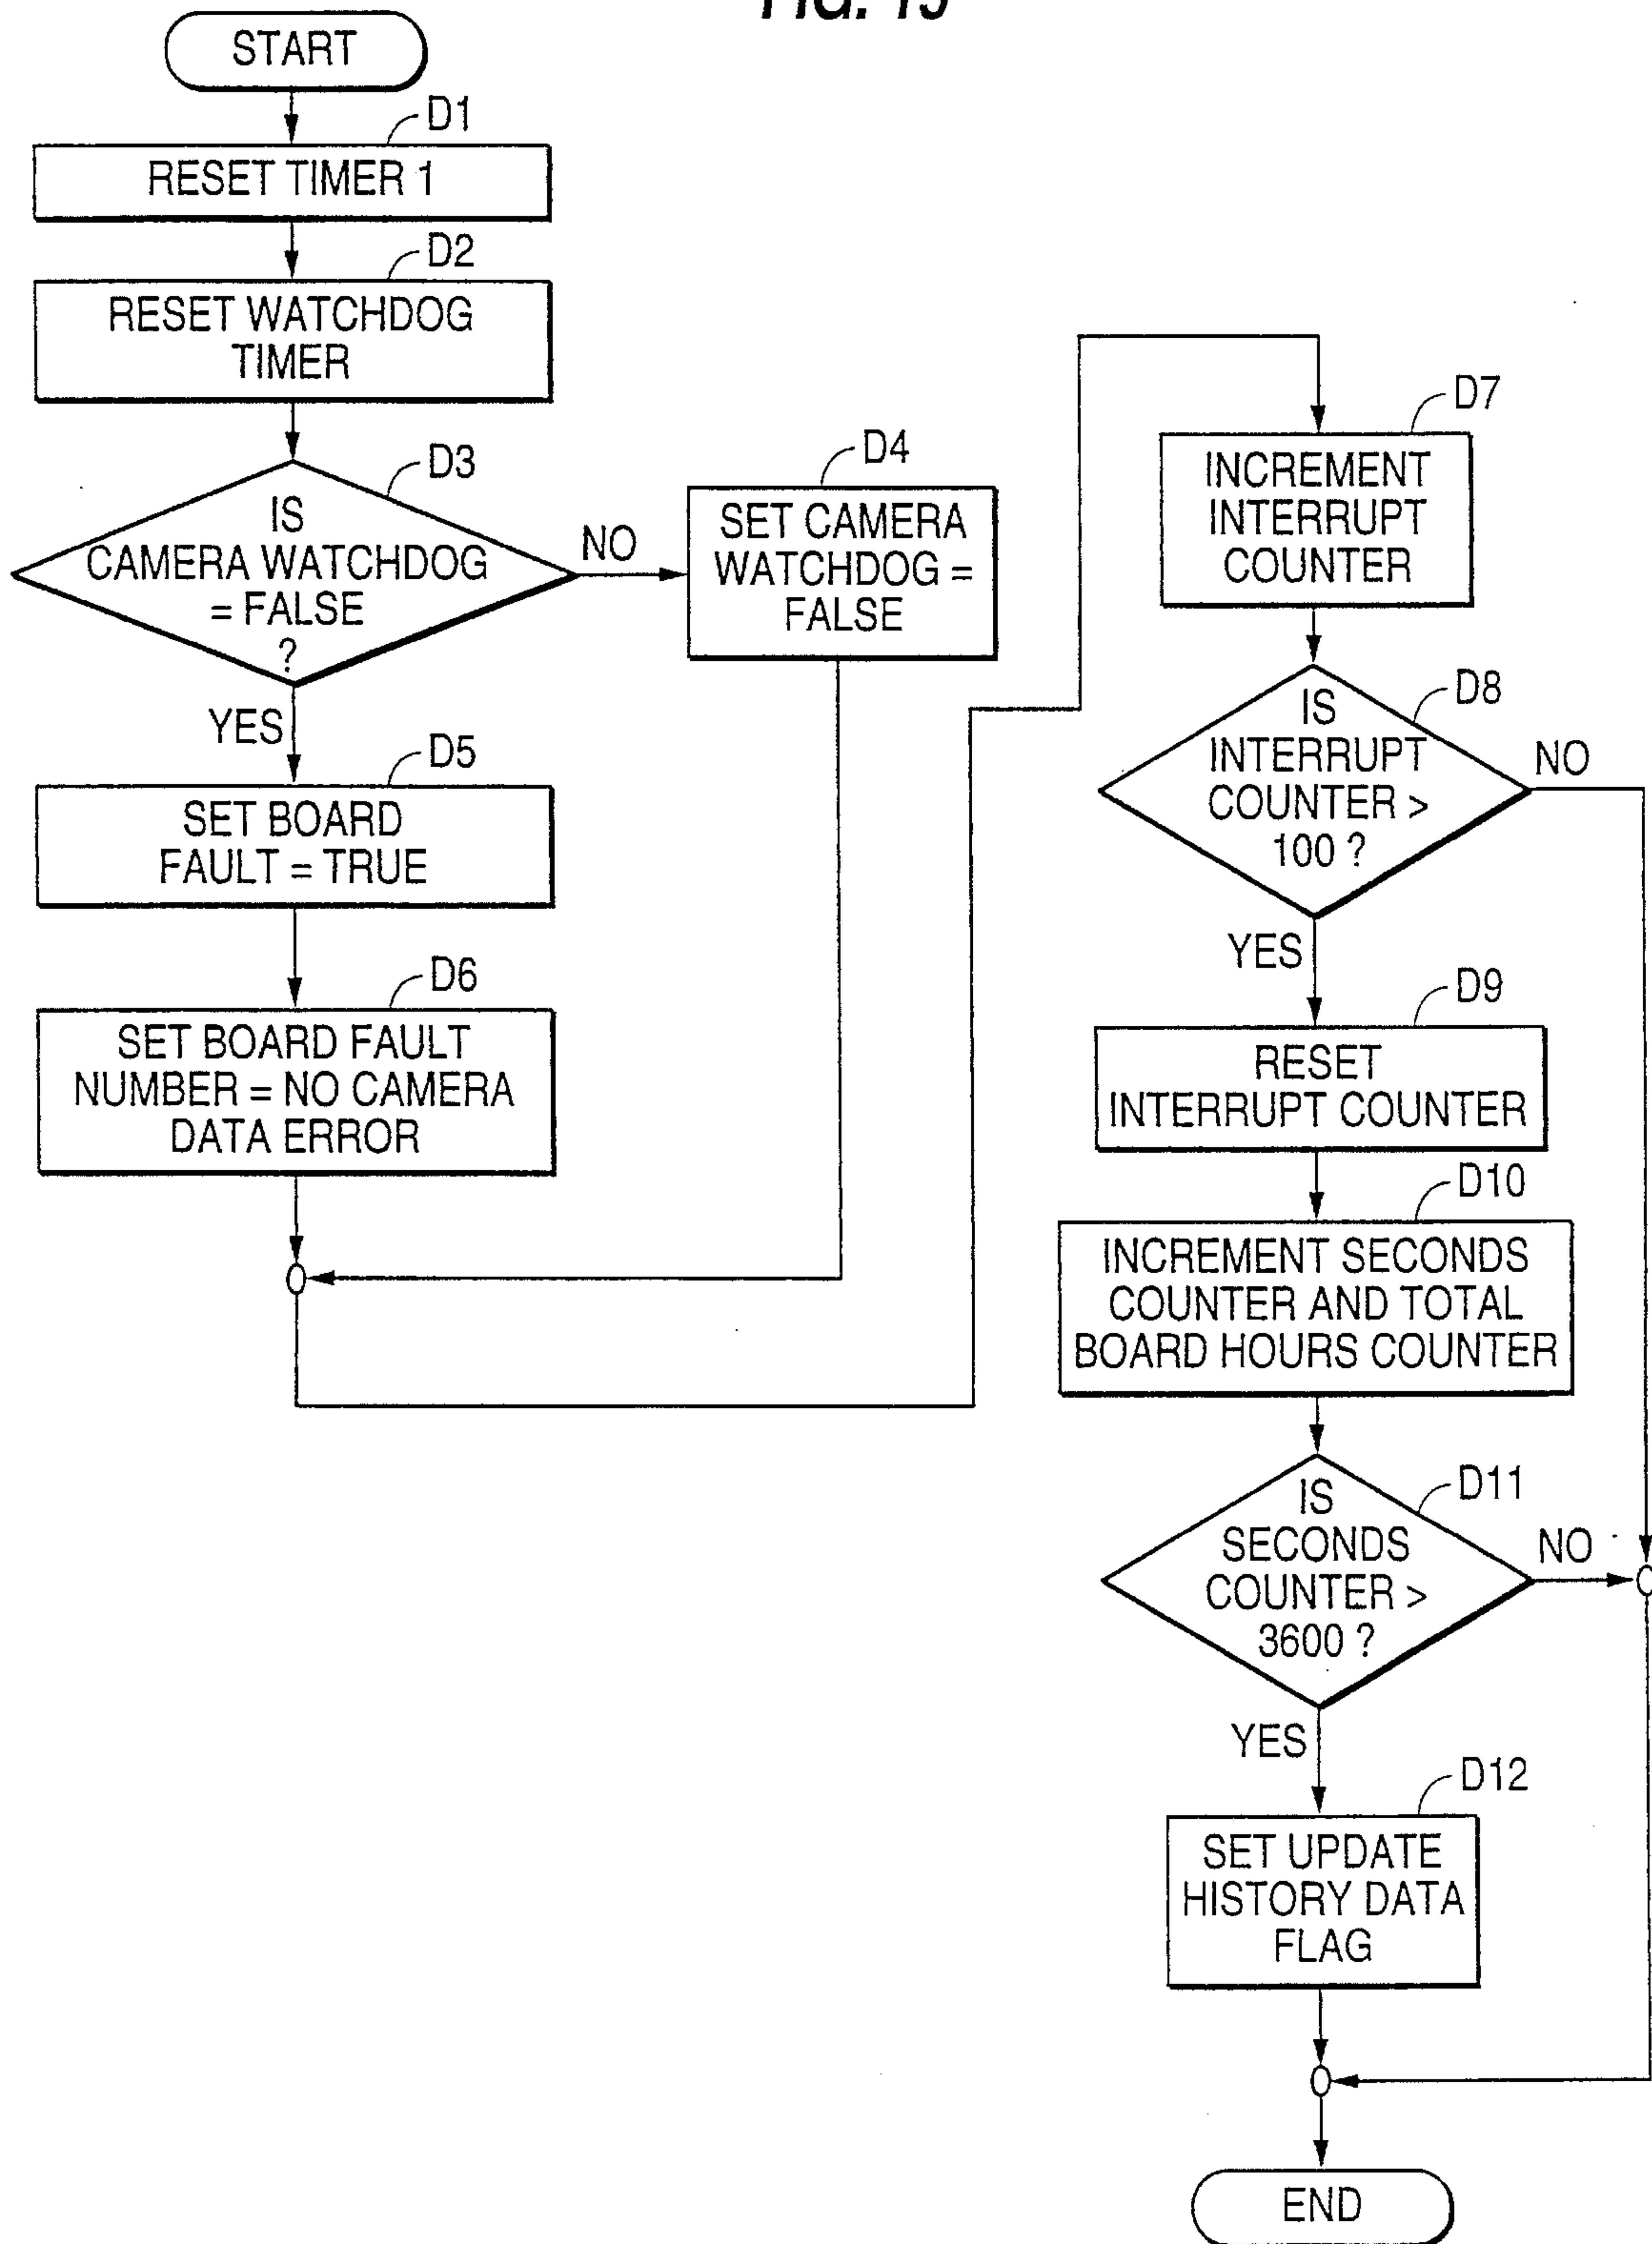 START
D1
RESET TIMER 1
D2
RESET WATCHDOG
TIMER
D3
IS
CAMERA WATCHDOG
= FALSE
?
NO
D4
SET CAMERA
WATCHDOG =
FALSE
YES
D5
SET BOARD
FAULT = TRUE
D6
SET BOARD FAULT
NUMBER = NO CAMERA
DATA ERROR
D7
INCREMENT
INTERRUPT
COUNTER
D8
IS
INTERRUPT
COUNTER >
100 ?
NO
YES
D9
RESET
INTERRUPT COUNTER
D10
INCREMENT SECONDS
COUNTER AND TOTAL
BOARD HOURS COUNTER
D11
IS
SECONDS
COUNTER >
3600 ?
NO
YES
D12
SET UPDATE
HISTORY DATA
FLAG
END